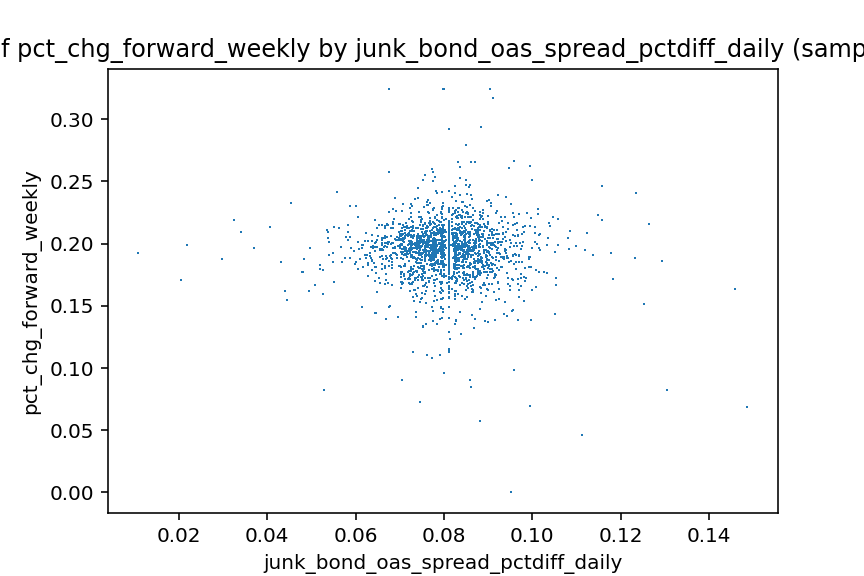 f pct_chg_forward_weekly by junk_bond_oas_spread_pctdiff_daily (samp
0.30
0.25
0.20
0.15
0.10
0.05
0.00
pct_chg_forward_weekly
0.02 0.04 0.06 0.08 0.10 0.12 0.14
junk_bond_oas_spread_pctdiff_daily